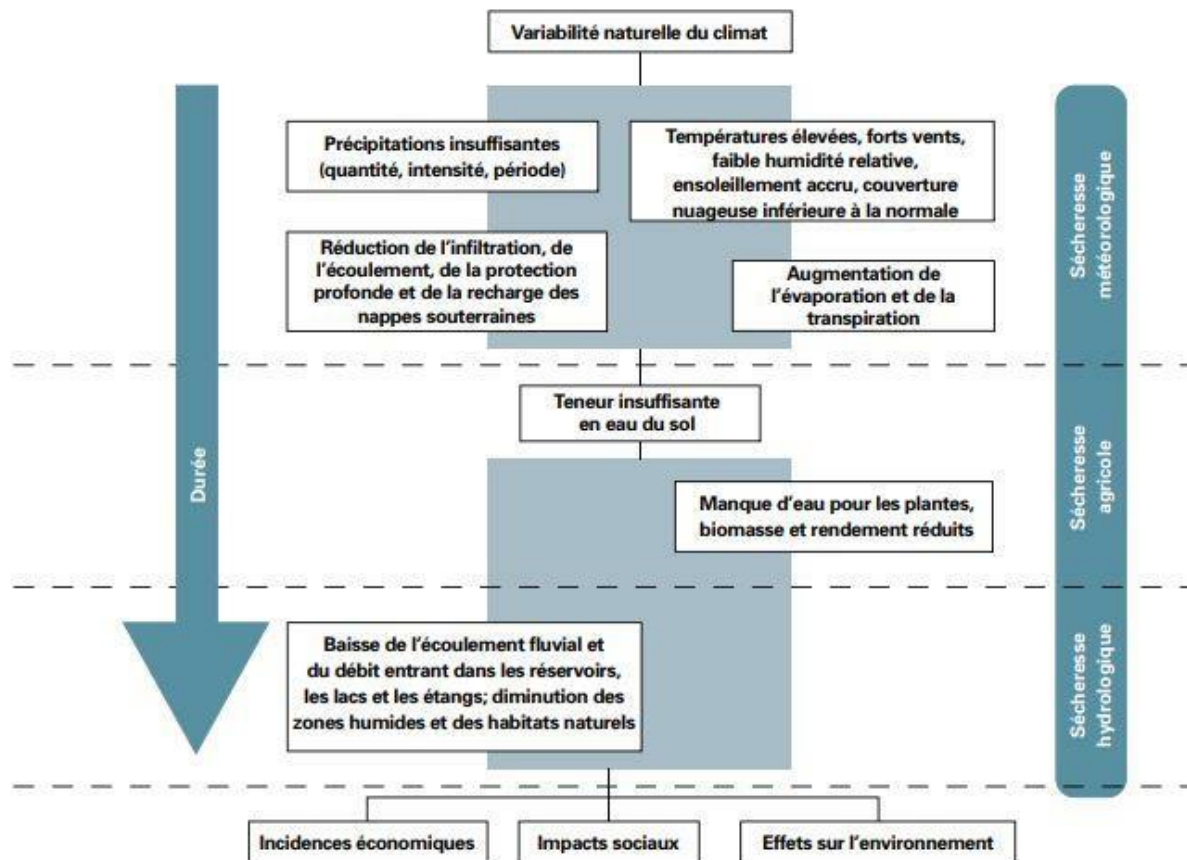 Variabilité naturelle du climat
Précipitations insuffisantes
(quantité, intensité, période)
Températures élevées, forts vents,
faible humidité relative,
ensoleillement accru, couverture
nuageuse inférieure à la normale
Réduction de l'infiltration, de
l'écoulement, de la protection
profonde et de la recharge des
nappes souterraines
Augmentation de
l'évaporation et de la
transpiration
Sécheresse
météorologique
Durée
Teneur insuffisante
en eau du sol
Manque d'eau pour les plantes,
biomasse et rendement réduits
Sécheresse
agricole
Baisse de l'écoulement fluvial et
du débit entrant dans les réservoirs,
les lacs et les étangs; diminution des
zones humides et des habitats naturels
Sécheresse
hydrologique
Incidences économiques
Impacts sociaux
Effets sur l'environnement